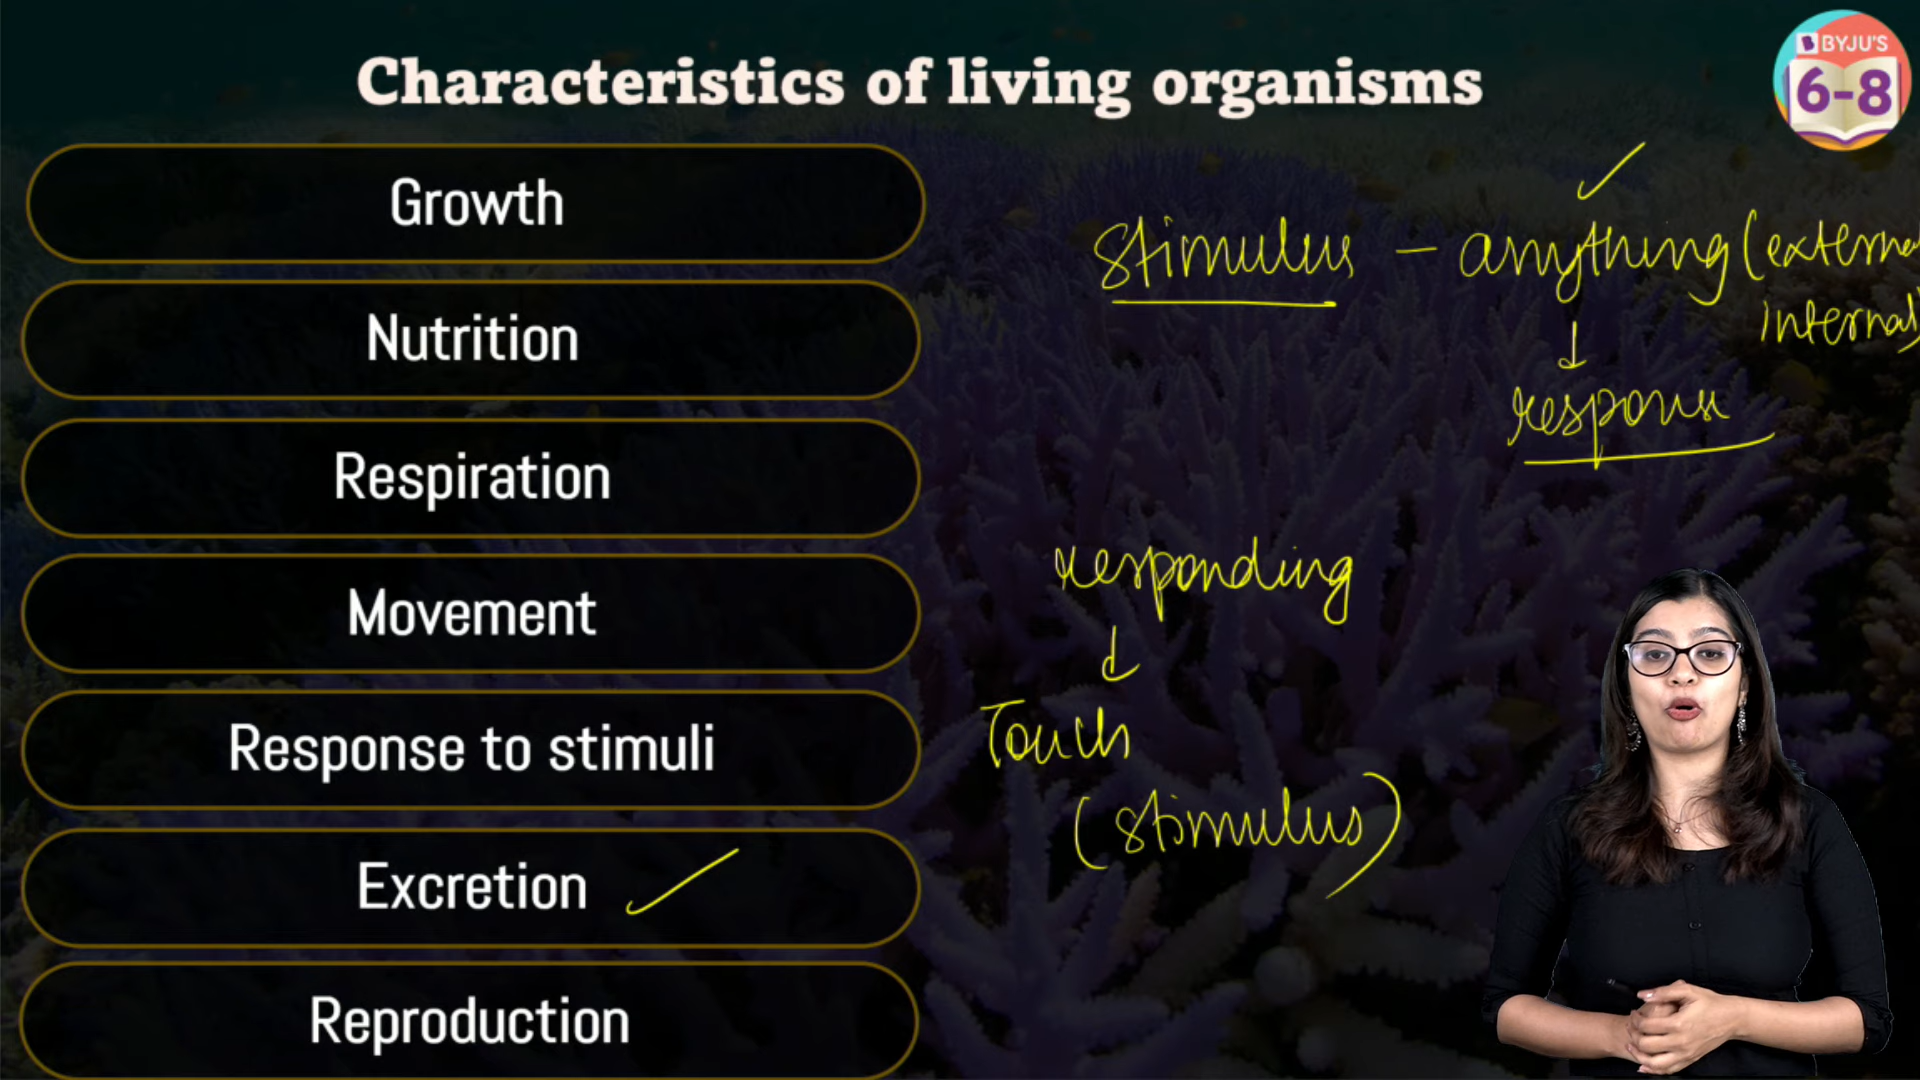 Characteristics of living organisms
BYJU'S
6-8
Growth
Nutrition
Respiration
Movement
Response to stimuli
Excretion
Reproduction
stimulus - anything (external
internal)
response
responding
Touch
(stimulus)